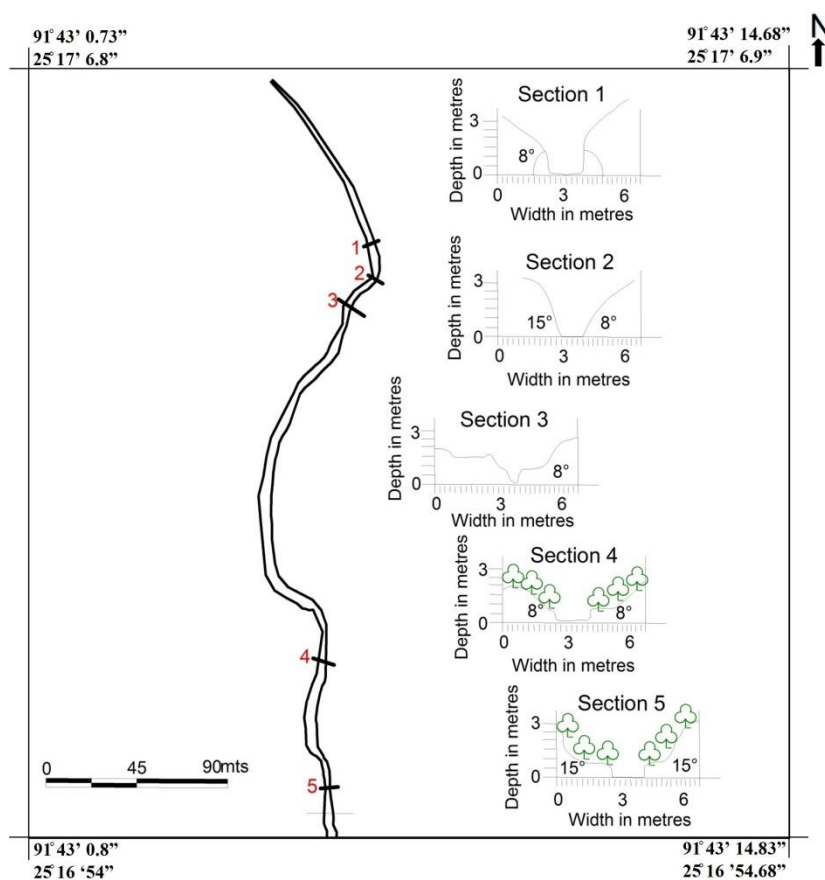 N
91° 43’ 0.73”
25° 17’ 6.8”
91° 43’ 14.68”
25° 17’ 6.9”
Section 1
Depth in metres
3
0
8°
0 3 6
Width in metres
1
2
3
Section 2
Depth in metres
3
0
15° 8°
0 3 6
Width in metres
Section 3
Depth in metres
3
0
8°
0 3 6
Width in metres
Section 4
Depth in metres
3
0
8° 8°
0 3 6
Width in metres
4
Section 5
Depth in metres
3
0
15° 15°
0 3 6
Width in metres
5
0 45 90mts
91° 43’ 0.8”
25° 16 ‘54”
91° 43’ 14.83”
25° 16 ‘54.68”